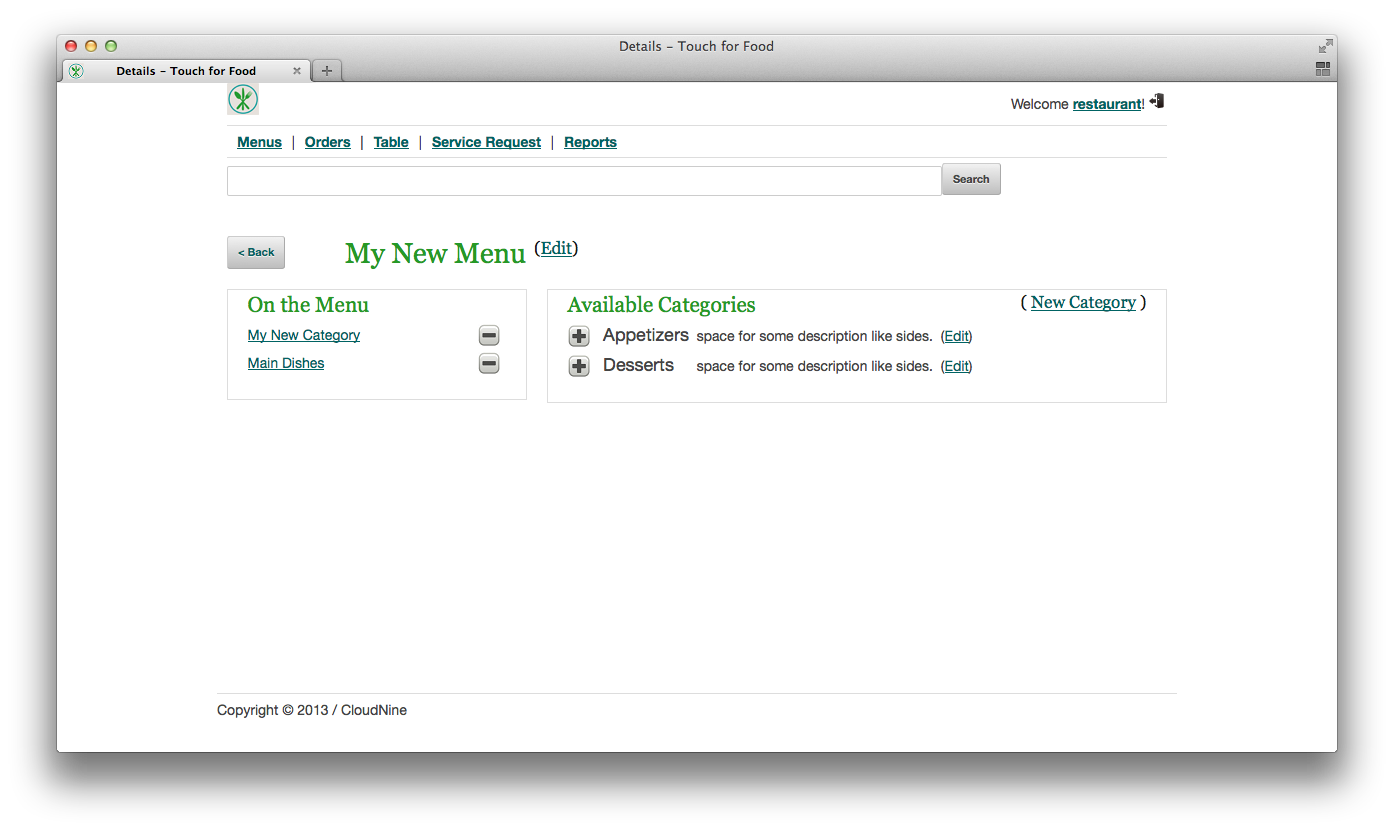 Details – Touch for Food
Details – Touch for Food
Welcome restaurant!
Menus | Orders | Table | Service Request | Reports
Search
< Back
My New Menu (Edit)
On the Menu
My New Category
Main Dishes
Available Categories ( New Category )
Appetizers space for some description like sides. (Edit)
Desserts space for some description like sides. (Edit)
Copyright © 2013 / CloudNine